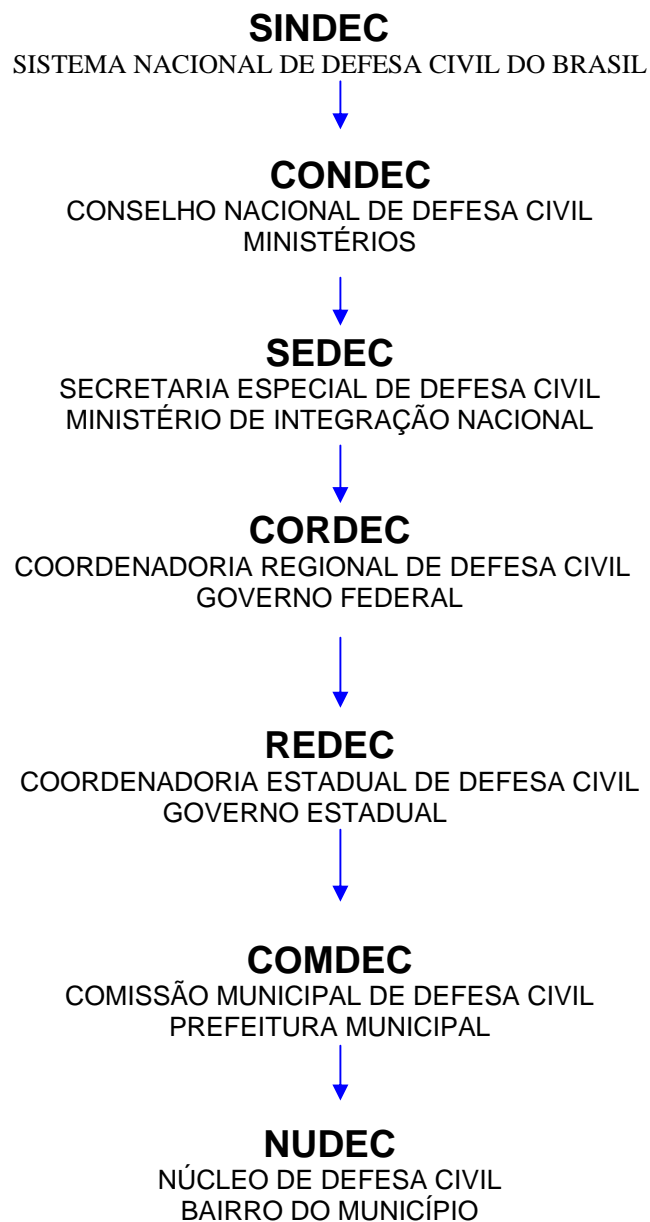 SINDEC
SISTEMA NACIONAL DE DEFESA CIVIL DO BRASIL
CONDEC
CONSELHO NACIONAL DE DEFESA CIVIL
MINISTÉRIOS
SEDEC
SECRETARIA ESPECIAL DE DEFESA CIVIL
MINISTÉRIO DE INTEGRAÇÃO NACIONAL
CORDEC
COORDENADORIA REGIONAL DE DEFESA CIVIL
GOVERNO FEDERAL
REDEC
COORDENADORIA ESTADUAL DE DEFESA CIVIL
GOVERNO ESTADUAL
COMDEC
COMISSÃO MUNICIPAL DE DEFESA CIVIL
PREFEITURA MUNICIPAL
NUDEC
NÚCLEO DE DEFESA CIVIL
BAIRRO DO MUNICÍPIO